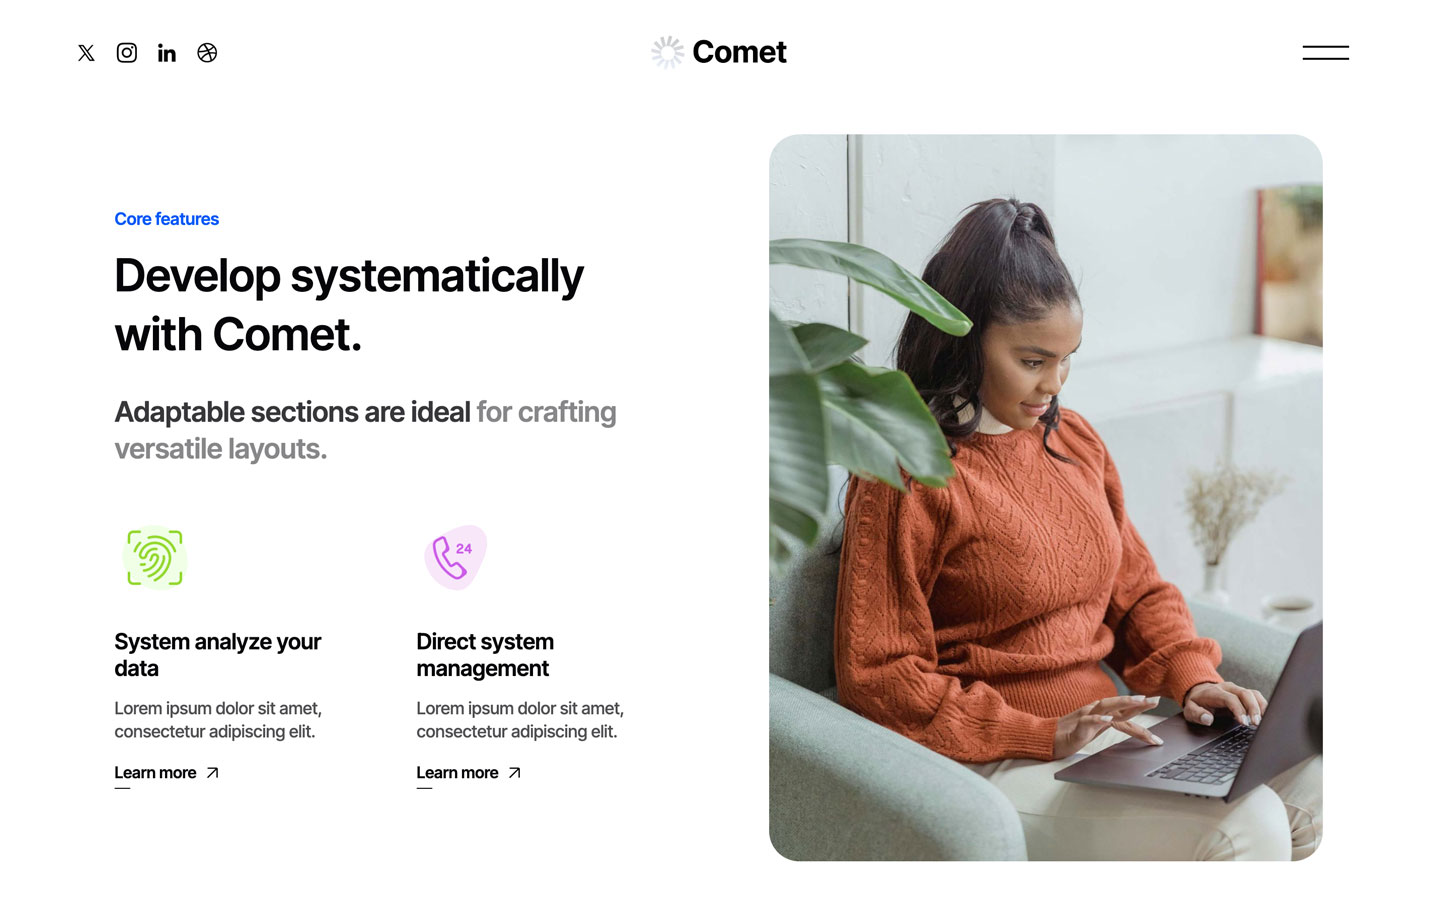 Comet
Core features
Develop systematically
with Comet.
Adaptable sections are ideal for crafting
versatile layouts.
24
System analyze your
data
Lorem ipsum dolor sit amet,
consectetur adipiscing elit.
Learn more
Direct system
management
Lorem ipsum dolor sit amet,
consectetur adipiscing elit.
Learn more